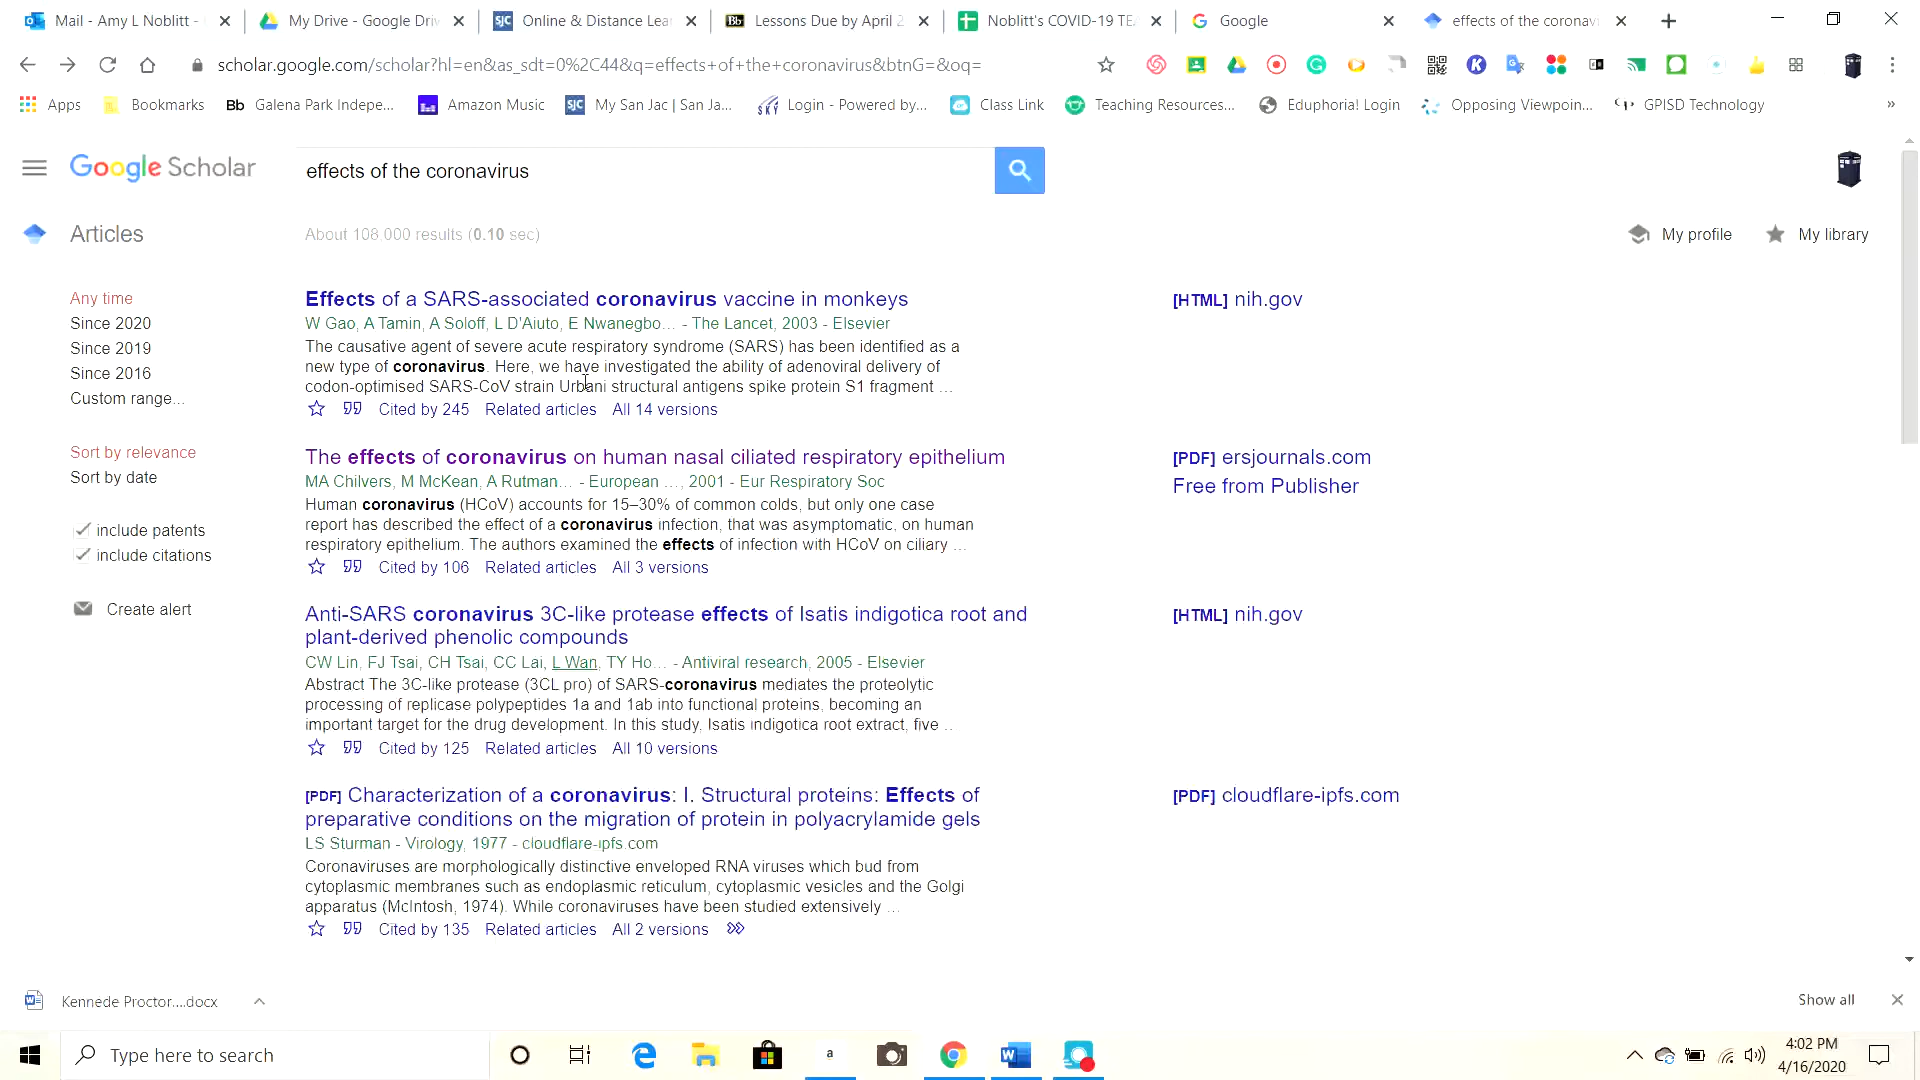 Mail - Amy L Noblitt -
My Drive - Google Driv
SJC Online & Distance Lea
Bb Lessons Due by April 2
Noblitt's COVID-19 TEA
Google
effects of the coronavi
scholar.google.com/scholar?hl=en&as_sdt=0%2C44&q=effects+of+the+coronavirus&btnG=&oq=
Apps
Bookmarks
Bb Galena Park Indepe...
Amazon Music
SJC My San Jac | San Ja...
SKY Login - Powered by...
Class Link
Teaching Resources...
Eduphoria! Login
Opposing Viewpoin...
GPISD Technology
»
Google Scholar
effects of the coronavirus
Articles
About 108,000 results (0.10 sec)
My profile
My library
Any time
Since 2020
Since 2019
Since 2016
Custom range...
Sort by relevance
Sort by date
include patents
include citations
Create alert
Effects of a SARS-associated coronavirus vaccine in monkeys
[HTML] nih.gov
W Gao, A Tamin, A Soloff, L D'Aiuto, E Nwanegbo... - The Lancet, 2003 - Elsevier
The causative agent of severe acute respiratory syndrome (SARS) has been identified as a
new type of coronavirus. Here, we have investigated the ability of adenoviral delivery of
codon-optimised SARS-CoV strain Urbani structural antigens spike protein S1 fragment ...
Cited by 245 Related articles All 14 versions
The effects of coronavirus on human nasal ciliated respiratory epithelium
[PDF] ersjournals.com
MA Chilvers, M McKean, A Rutman... - European ..., 2001 - Eur Respiratory Soc
Free from Publisher
Human coronavirus (HCoV) accounts for 15–30% of common colds, but only one case
report has described the effect of a coronavirus infection, that was asymptomatic, on human
respiratory epithelium. The authors examined the effects of infection with HCoV on ciliary ...
Cited by 106 Related articles All 3 versions
Anti-SARS coronavirus 3C-like protease effects of Isatis indigotica root and
plant-derived phenolic compounds
[HTML] nih.gov
CW Lin, FJ Tsai, CH Tsai, CC Lai, L Wan, TY Ho... - Antiviral research, 2005 - Elsevier
Abstract The 3C-like protease (3CL pro) of SARS-coronavirus mediates the proteolytic
processing of replicase polypeptides 1a and 1ab into functional proteins, becoming an
important target for the drug development. In this study, Isatis indigotica root extract, five ..
Cited by 125 Related articles All 10 versions
[PDF] Characterization of a coronavirus: I. Structural proteins: Effects of
preparative conditions on the migration of protein in polyacrylamide gels
[PDF] cloudflare-ipfs.com
LS Sturman - Virology, 1977 - cloudflare-ipfs.com
Coronaviruses are morphologically distinctive enveloped RNA viruses which bud from
cytoplasmic membranes such as endoplasmic reticulum, cytoplasmic vesicles and the Golgi
apparatus (McIntosh, 1974). While coronaviruses have been studied extensively ...
Cited by 135 Related articles All 2 versions
Kennede Proctor....docx
Show all
Type here to search
a
4:02 PM
4/16/2020